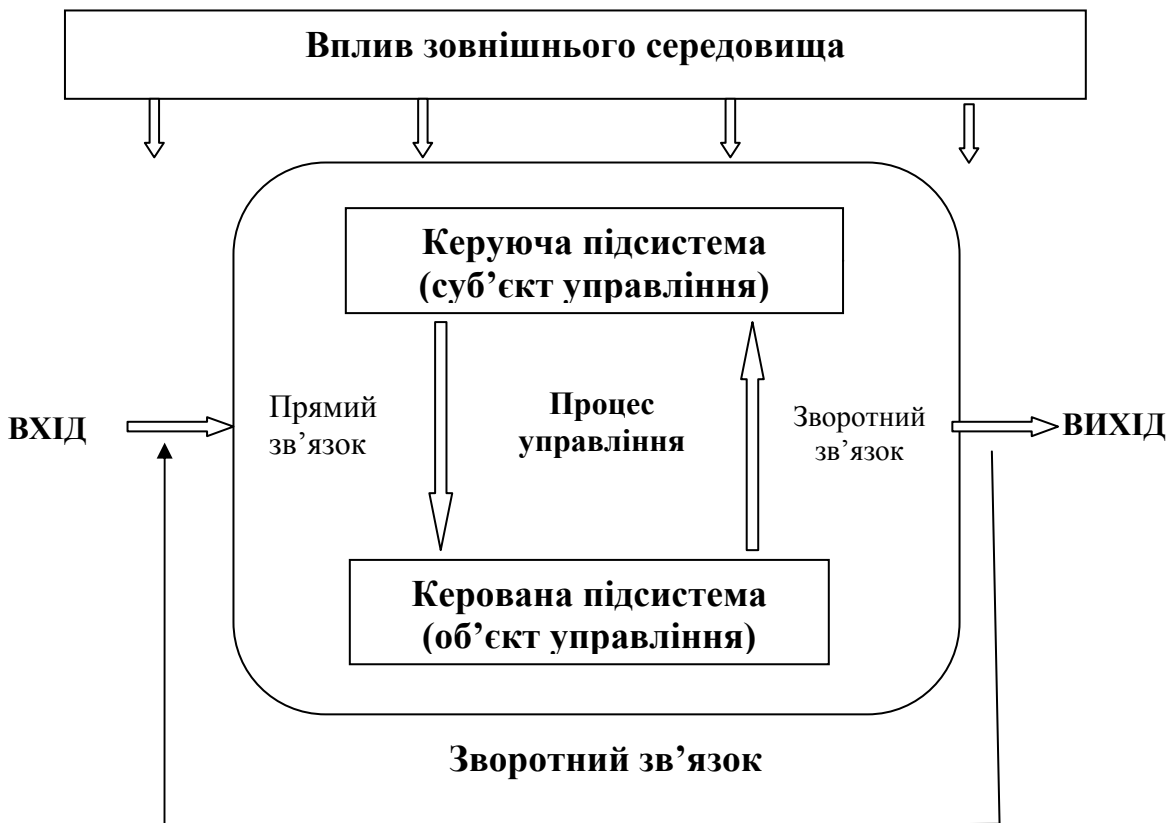 Вплив зовнішнього середовища
Керуюча підсистема
(суб’єкт управління)
ВХІД
Прямий
зв’язок
Процес
управління
Зворотний
зв’язок
ВИХІД
Керована підсистема
(об’єкт управління)
Зворотний зв’язок